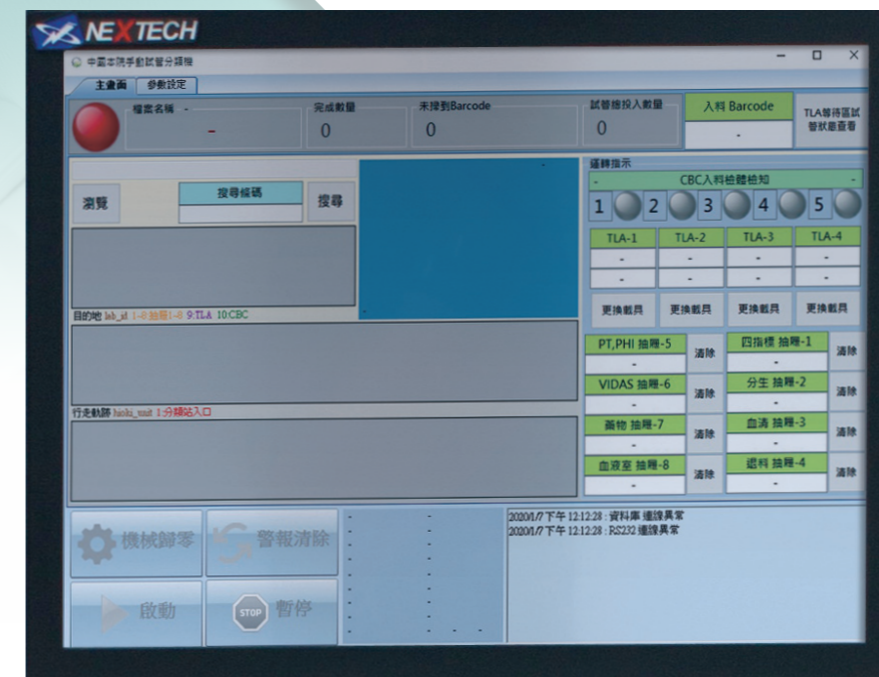 NEXTECH
中國本院手動試管分類機
主畫面 參數設定
檔案名稱 -
-
完成數量
0
未掃到Barcode
0
試管總投入數量
0
入料 Barcode
-
TLA等待區試
管狀態查看
瀏覽
搜尋條碼
搜尋
目的地 lab_id 1-8:抽屜1-8 9:TLA 10:CBC
行走軌跡 hioki_unit 1:分類站入口
運轉指示
- CBC入料檢體檢知 -
1 2 3 4 5
TLA-1 TLA-2 TLA-3 TLA-4
- - - -
- - - -
更換載具 更換載具 更換載具 更換載具
PT,PHI 抽屜-5 清除 四指標 抽屜-1 清除
- -
VIDAS 抽屜-6 清除 分生 抽屜-2 清除
- -
藥物 抽屜-7 清除 血清 抽屜-3 清除
- -
血液室 抽屜-8 清除 退料 抽屜-4 清除
- -
機械歸零 警報清除
啟動 STOP 暫停
2020/1/7 下午 12:12:28 : 資料庫 連線異常
2020/1/7 下午 12:12:28 : RS232 連線異常